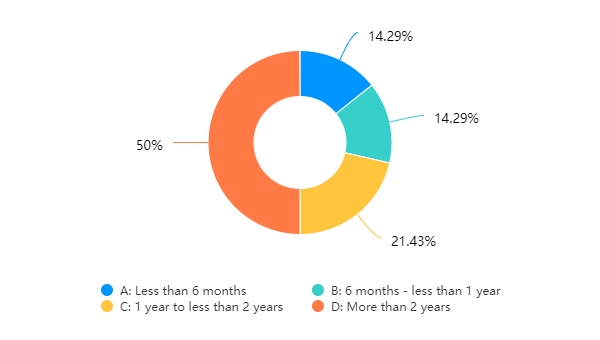 14.29%
14.29%
50%
21.43%
A: Less than 6 months
B: 6 months - less than 1 year
C: 1 year to less than 2 years
D: More than 2 years